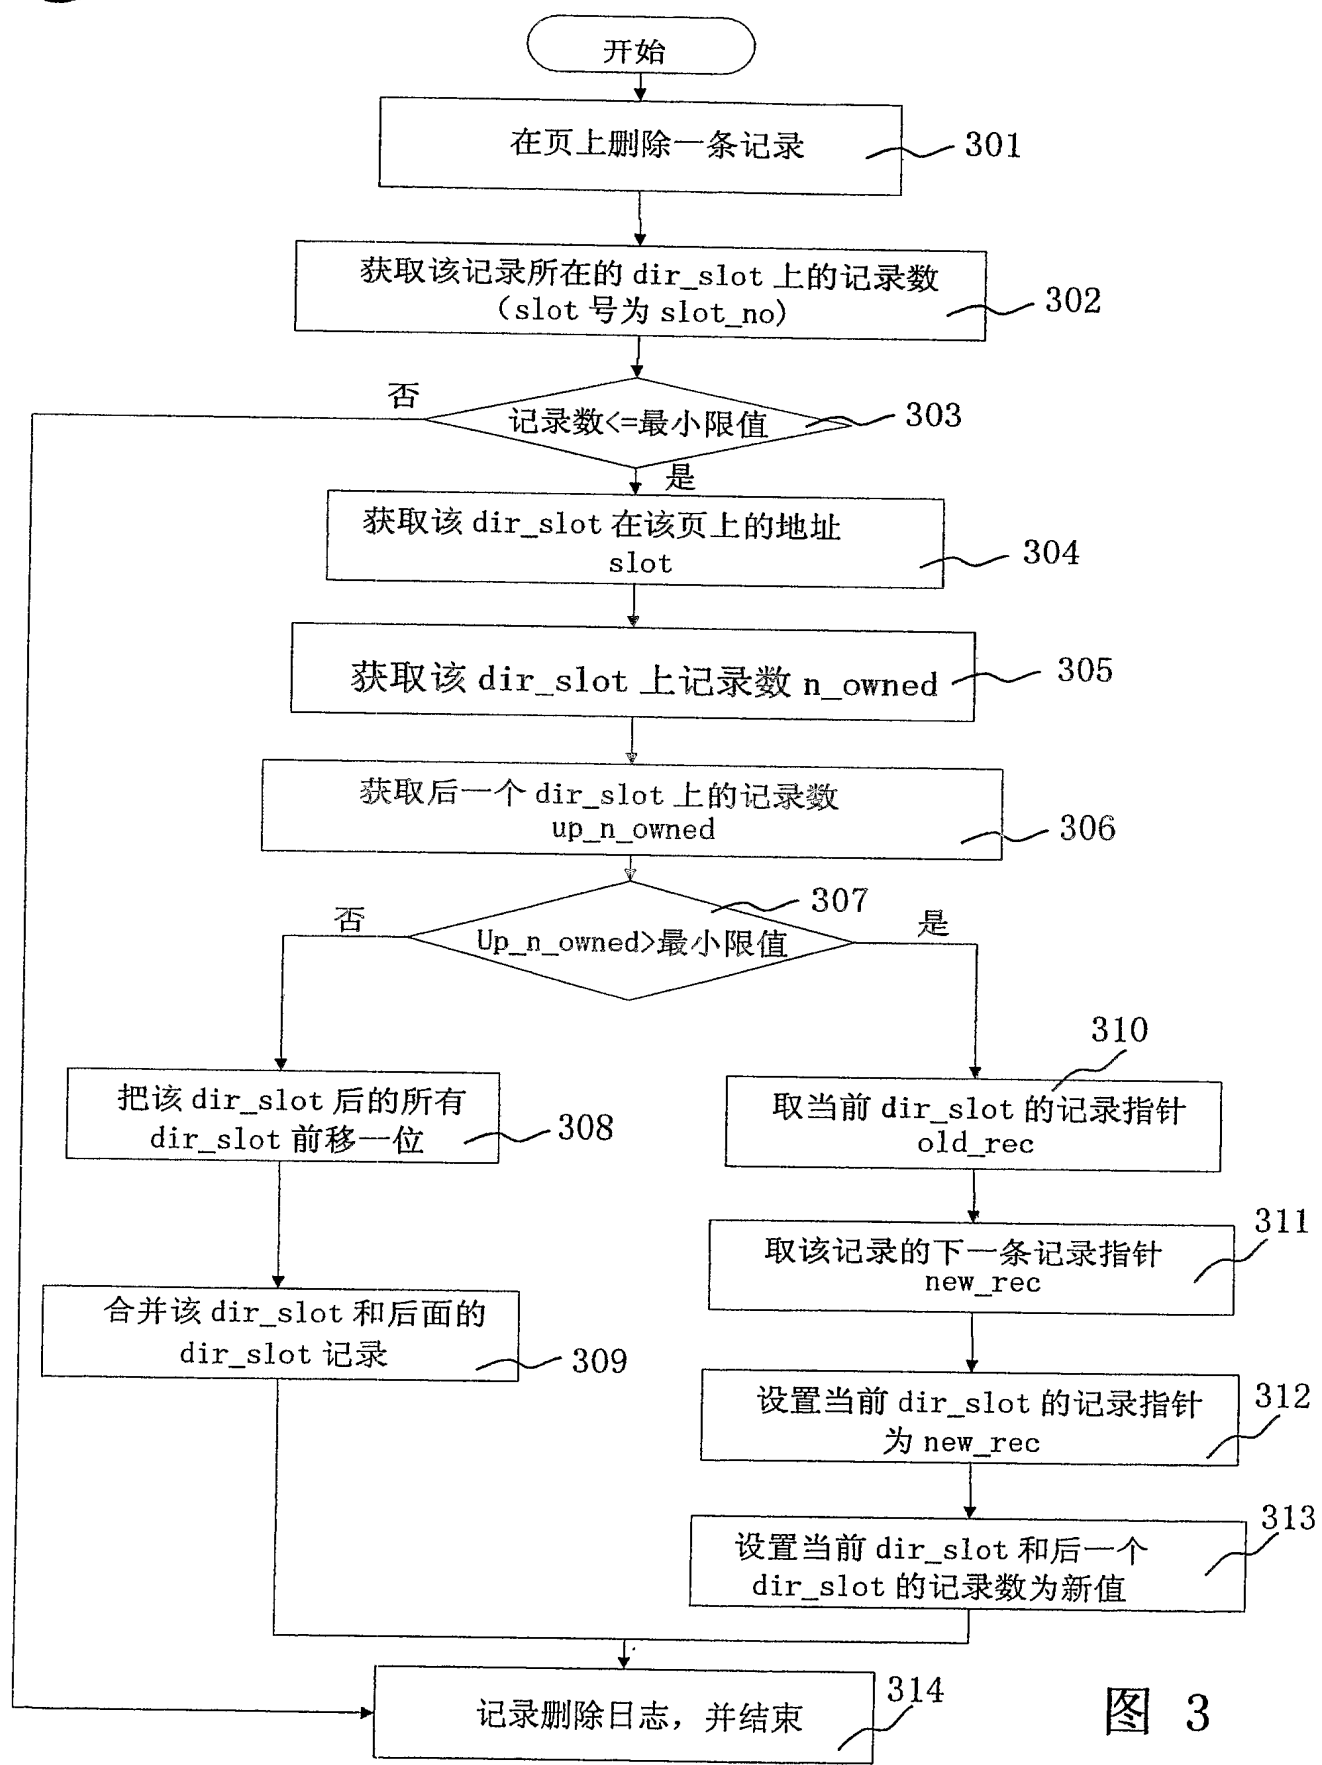 开始
在页上删除一条记录
301
获取该记录所在的 dir_slot 上的记录数
（slot 号为 slot_no)
302
否
记录数<=最小限值
303
是
获取该 dir_slot 在该页上的地址
slot
304
获取该 dir_slot 上记录数 n_owned
305
获取后一个 dir_slot 上的记录数
up_n_owned
306
307
否
Up_n_owned>最小限值
是
310
把该 dir_slot 后的所有
dir_slot 前移一位
308
取当前 dir_slot 的记录指针
old_rec
311
取该记录的下一条记录指针
new_rec
合并该 dir_slot 和后面的
dir_slot 记录
309
设置当前 dir_slot 的记录指针
为 new_rec
312
313
设置当前 dir_slot 和后一个
dir_slot 的记录数为新值
314
记录删除日志，并结束
图 3